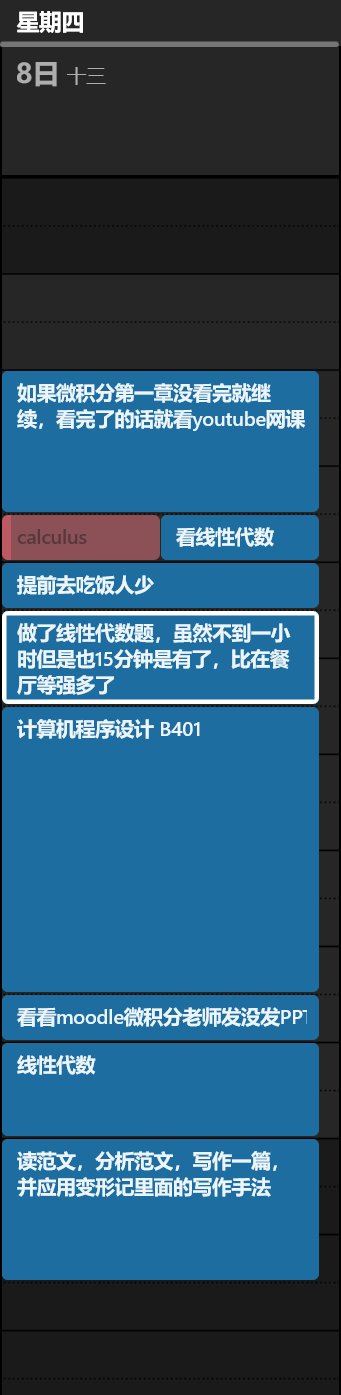 星期四
8日 十三
如果微积分第一章没看完就继
续，看完了的话就看youtube网课
calculus
看线性代数
提前去吃饭人少
做了线性代数题，虽然不到一小
时但是也15分钟是有了，比在餐
厅等强多了
计算机程序设计 B401
看看moodle微积分老师发没发PPT
线性代数
读范文，分析范文，写作一篇，
并应用变形记里面的写作手法